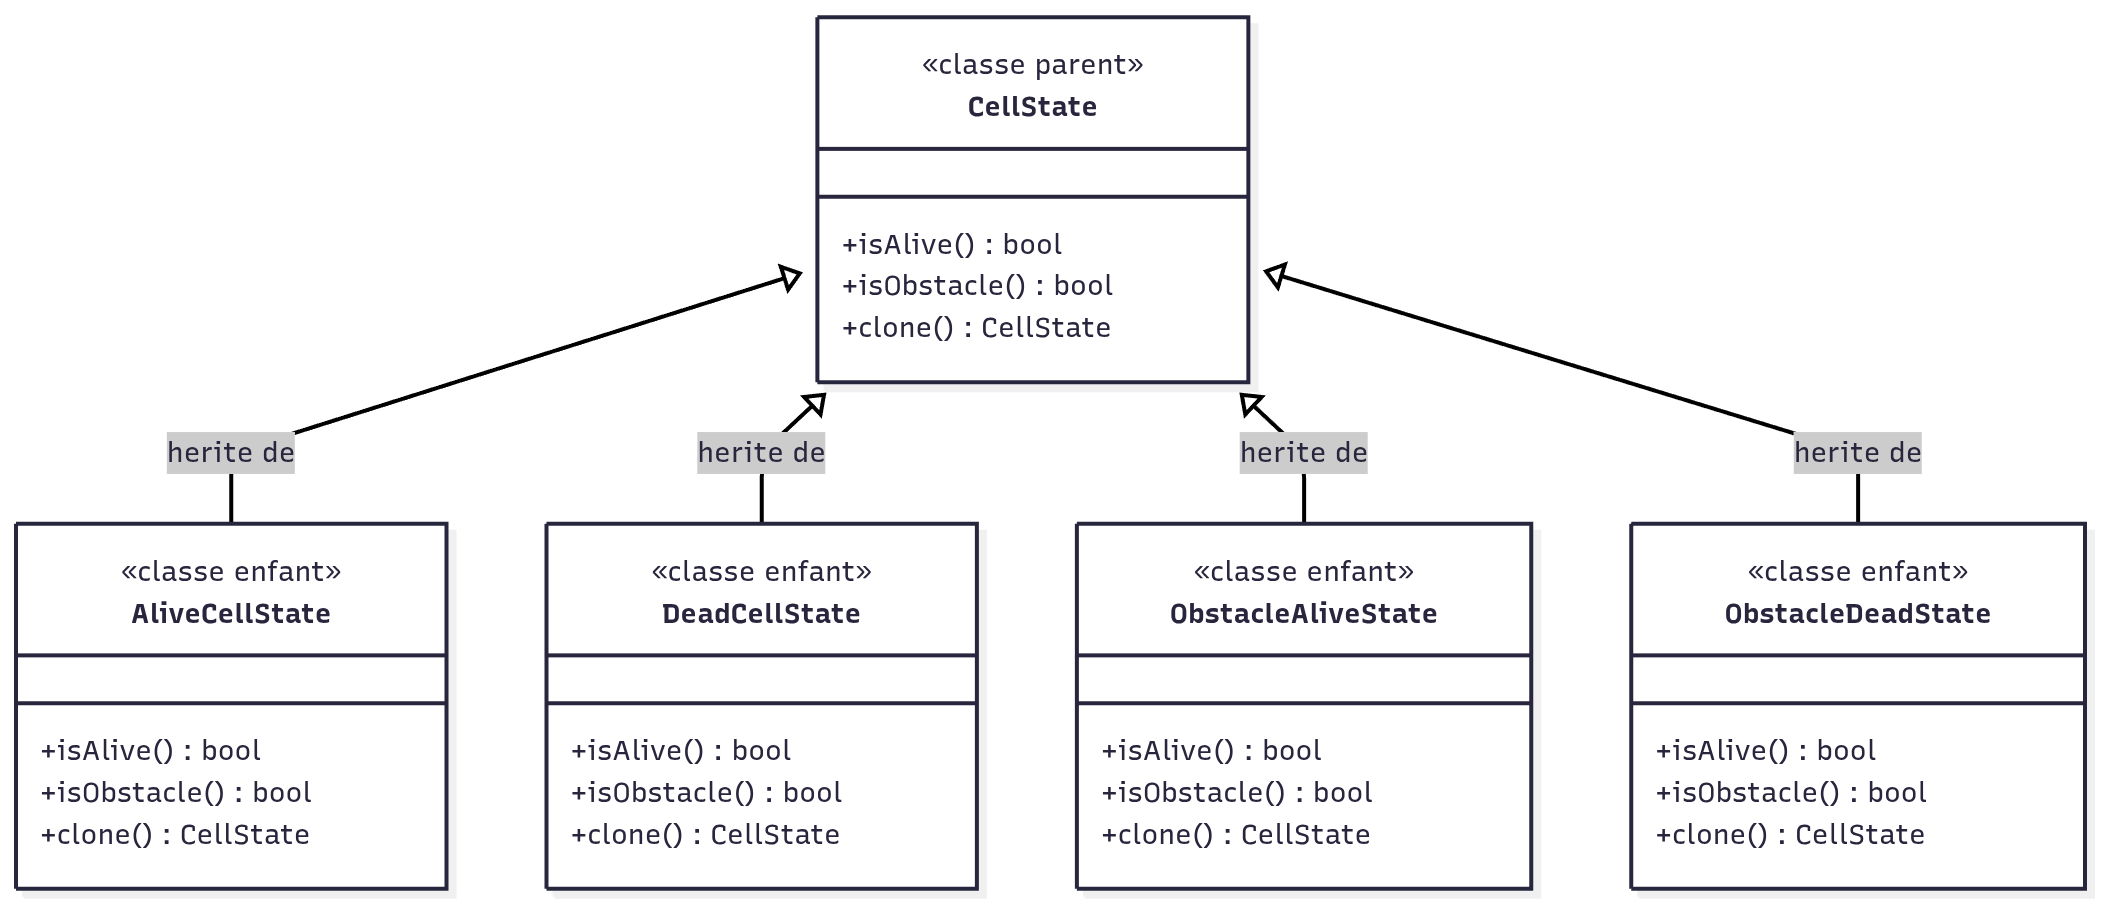 «classe parent»
CellState
+isAlive() : bool
+isObstacle() : bool
+clone() : CellState
herite de
herite de
herite de
herite de
«classe enfant»
AliveCellState
+isAlive() : bool
+isObstacle() : bool
+clone() : CellState
«classe enfant»
DeadCellState
+isAlive() : bool
+isObstacle() : bool
+clone() : CellState
«classe enfant»
ObstacleAliveState
+isAlive() : bool
+isObstacle() : bool
+clone() : CellState
«classe enfant»
ObstacleDeadState
+isAlive() : bool
+isObstacle() : bool
+clone() : CellState